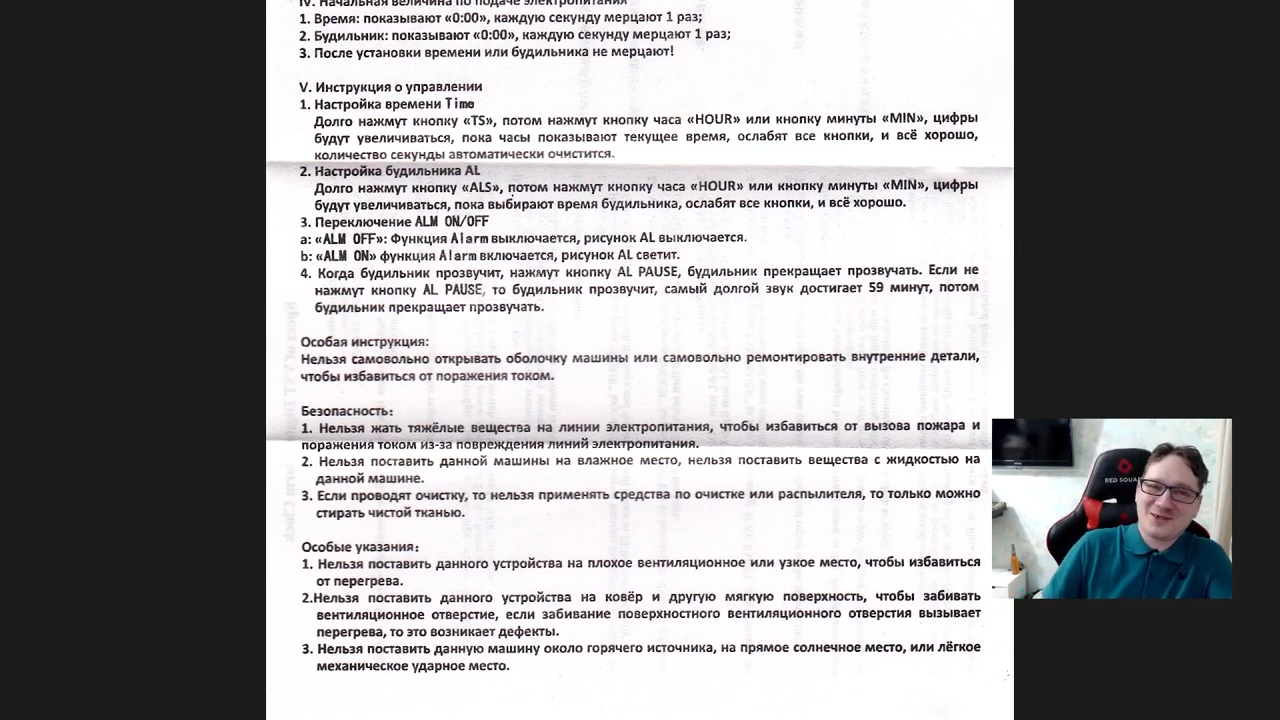 IV. Начальная величина по подаче электропитания
1. Время: показывают «0:00», каждую секунду мерцают 1 раз;
2. Будильник: показывают «0:00», каждую секунду мерцают 1 раз;
3. После установки времени или будильника не мерцают!
V. Инструкция о управлении
1. Настройка времени Time
Долго нажмут кнопку «TS», потом нажмут кнопку часа «HOUR» или кнопку минуты «MIN», цифры
будут увеличиваться, пока часы показывают текущее время, ослабят все кнопки, и всё хорошо,
количество секунды автоматически очистится.
2. Настройка будильника AL
Долго нажмут кнопку «ALS», потом нажмут кнопку часа «HOUR» или кнопку минуты «MIN», цифры
будут увеличиваться, пока выбирают время будильника, ослабят все кнопки, и всё хорошо.
3. Переключение ALM ON/OFF
a: «ALM OFF»: Функция Alarm выключается, рисунок AL выключается.
b: «ALM ON» функция Alarm включается, рисунок AL светит.
4. Когда будильник прозвучит, нажмут кнопку AL PAUSE, будильник прекращает прозвучать. Если не
нажмут кнопку AL PAUSE, то будильник прозвучит, самый долгой звук достигает 59 минут, потом
будильник прекращает прозвучать.
Особая инструкция:
Нельзя самовольно открывать оболочку машины или самовольно ремонтировать внутренние детали,
чтобы избавиться от поражения током.
Безопасность:
1. Нельзя жать тяжёлые вещества на линии электропитания, чтобы избавиться от вызова пожара и
поражения током из-за повреждения линий электропитания.
2. Нельзя поставить данной машины на влажное место, нельзя поставить вещества с жидкостью на
данной машине.
3. Если проводят очистку, то нельзя применять средства по очистке или распылителя, то только можно
стирать чистой тканью.
Особые указания:
1. Нельзя поставить данного устройства на плохое вентиляционное или узкое место, чтобы избавиться
от перегрева.
2.Нельзя поставить данного устройства на ковёр и другую мягкую поверхность, чтобы забивать
вентиляционное отверстие, если забивание поверхностного вентиляционного отверстия вызывает
перегрева, то это возникает дефекты.
3. Нельзя поставить данную машину около горячего источника, на прямое солнечное место, или лёгкое
механическое ударное место.